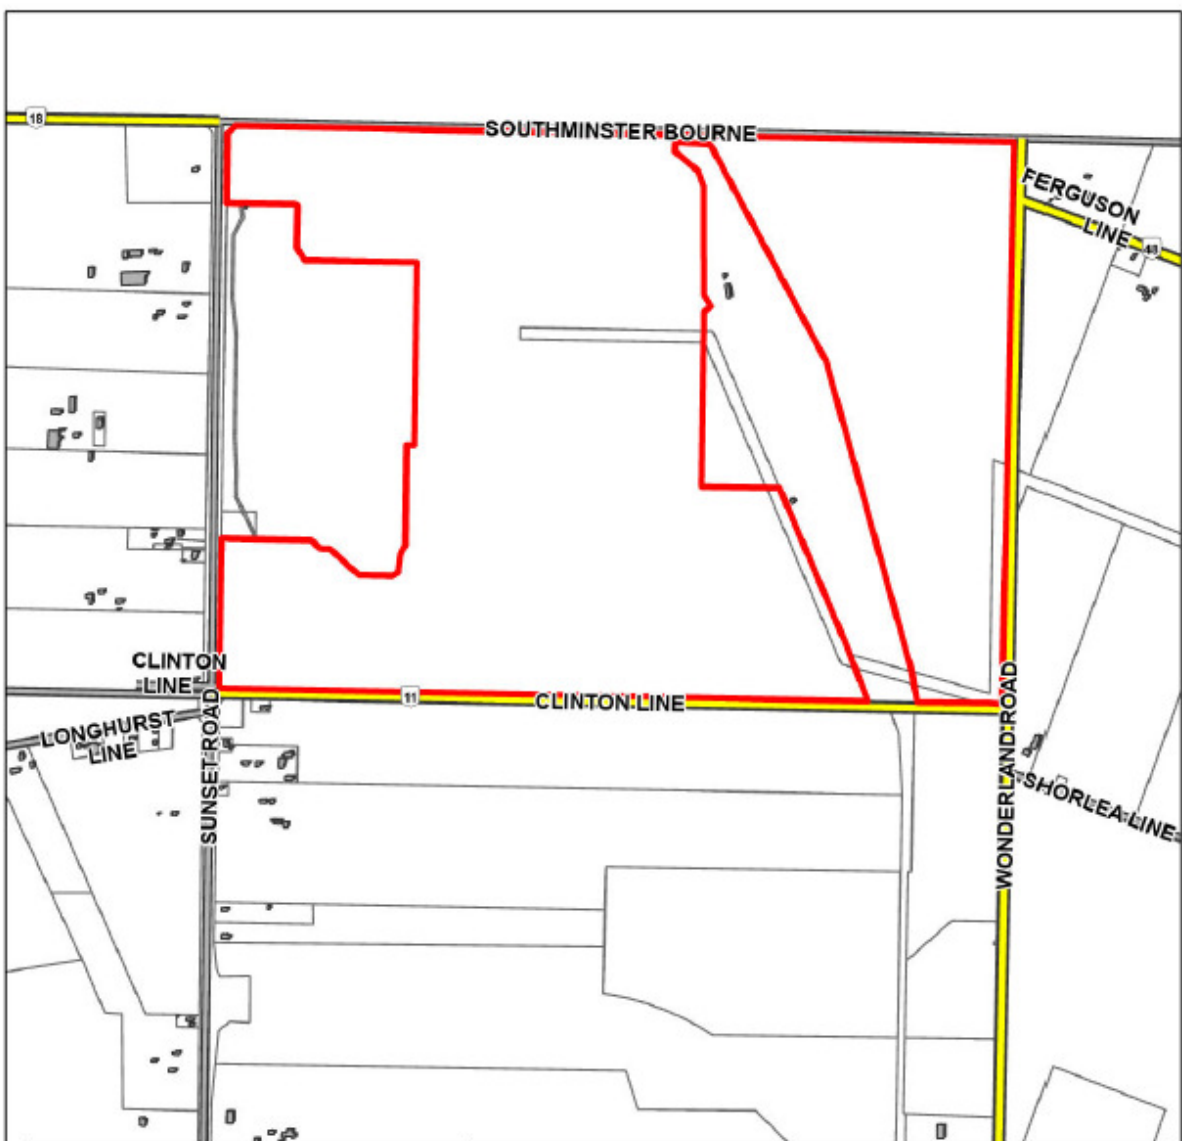 18
SOUTHMINSTER BOURNE
FERGUSON
LINE
48
CLINTON
LINE
11
CLINTON LINE
LONGHURST
LINE
SUNSET ROAD
WONDERLAND ROAD
SHORLEA LINE